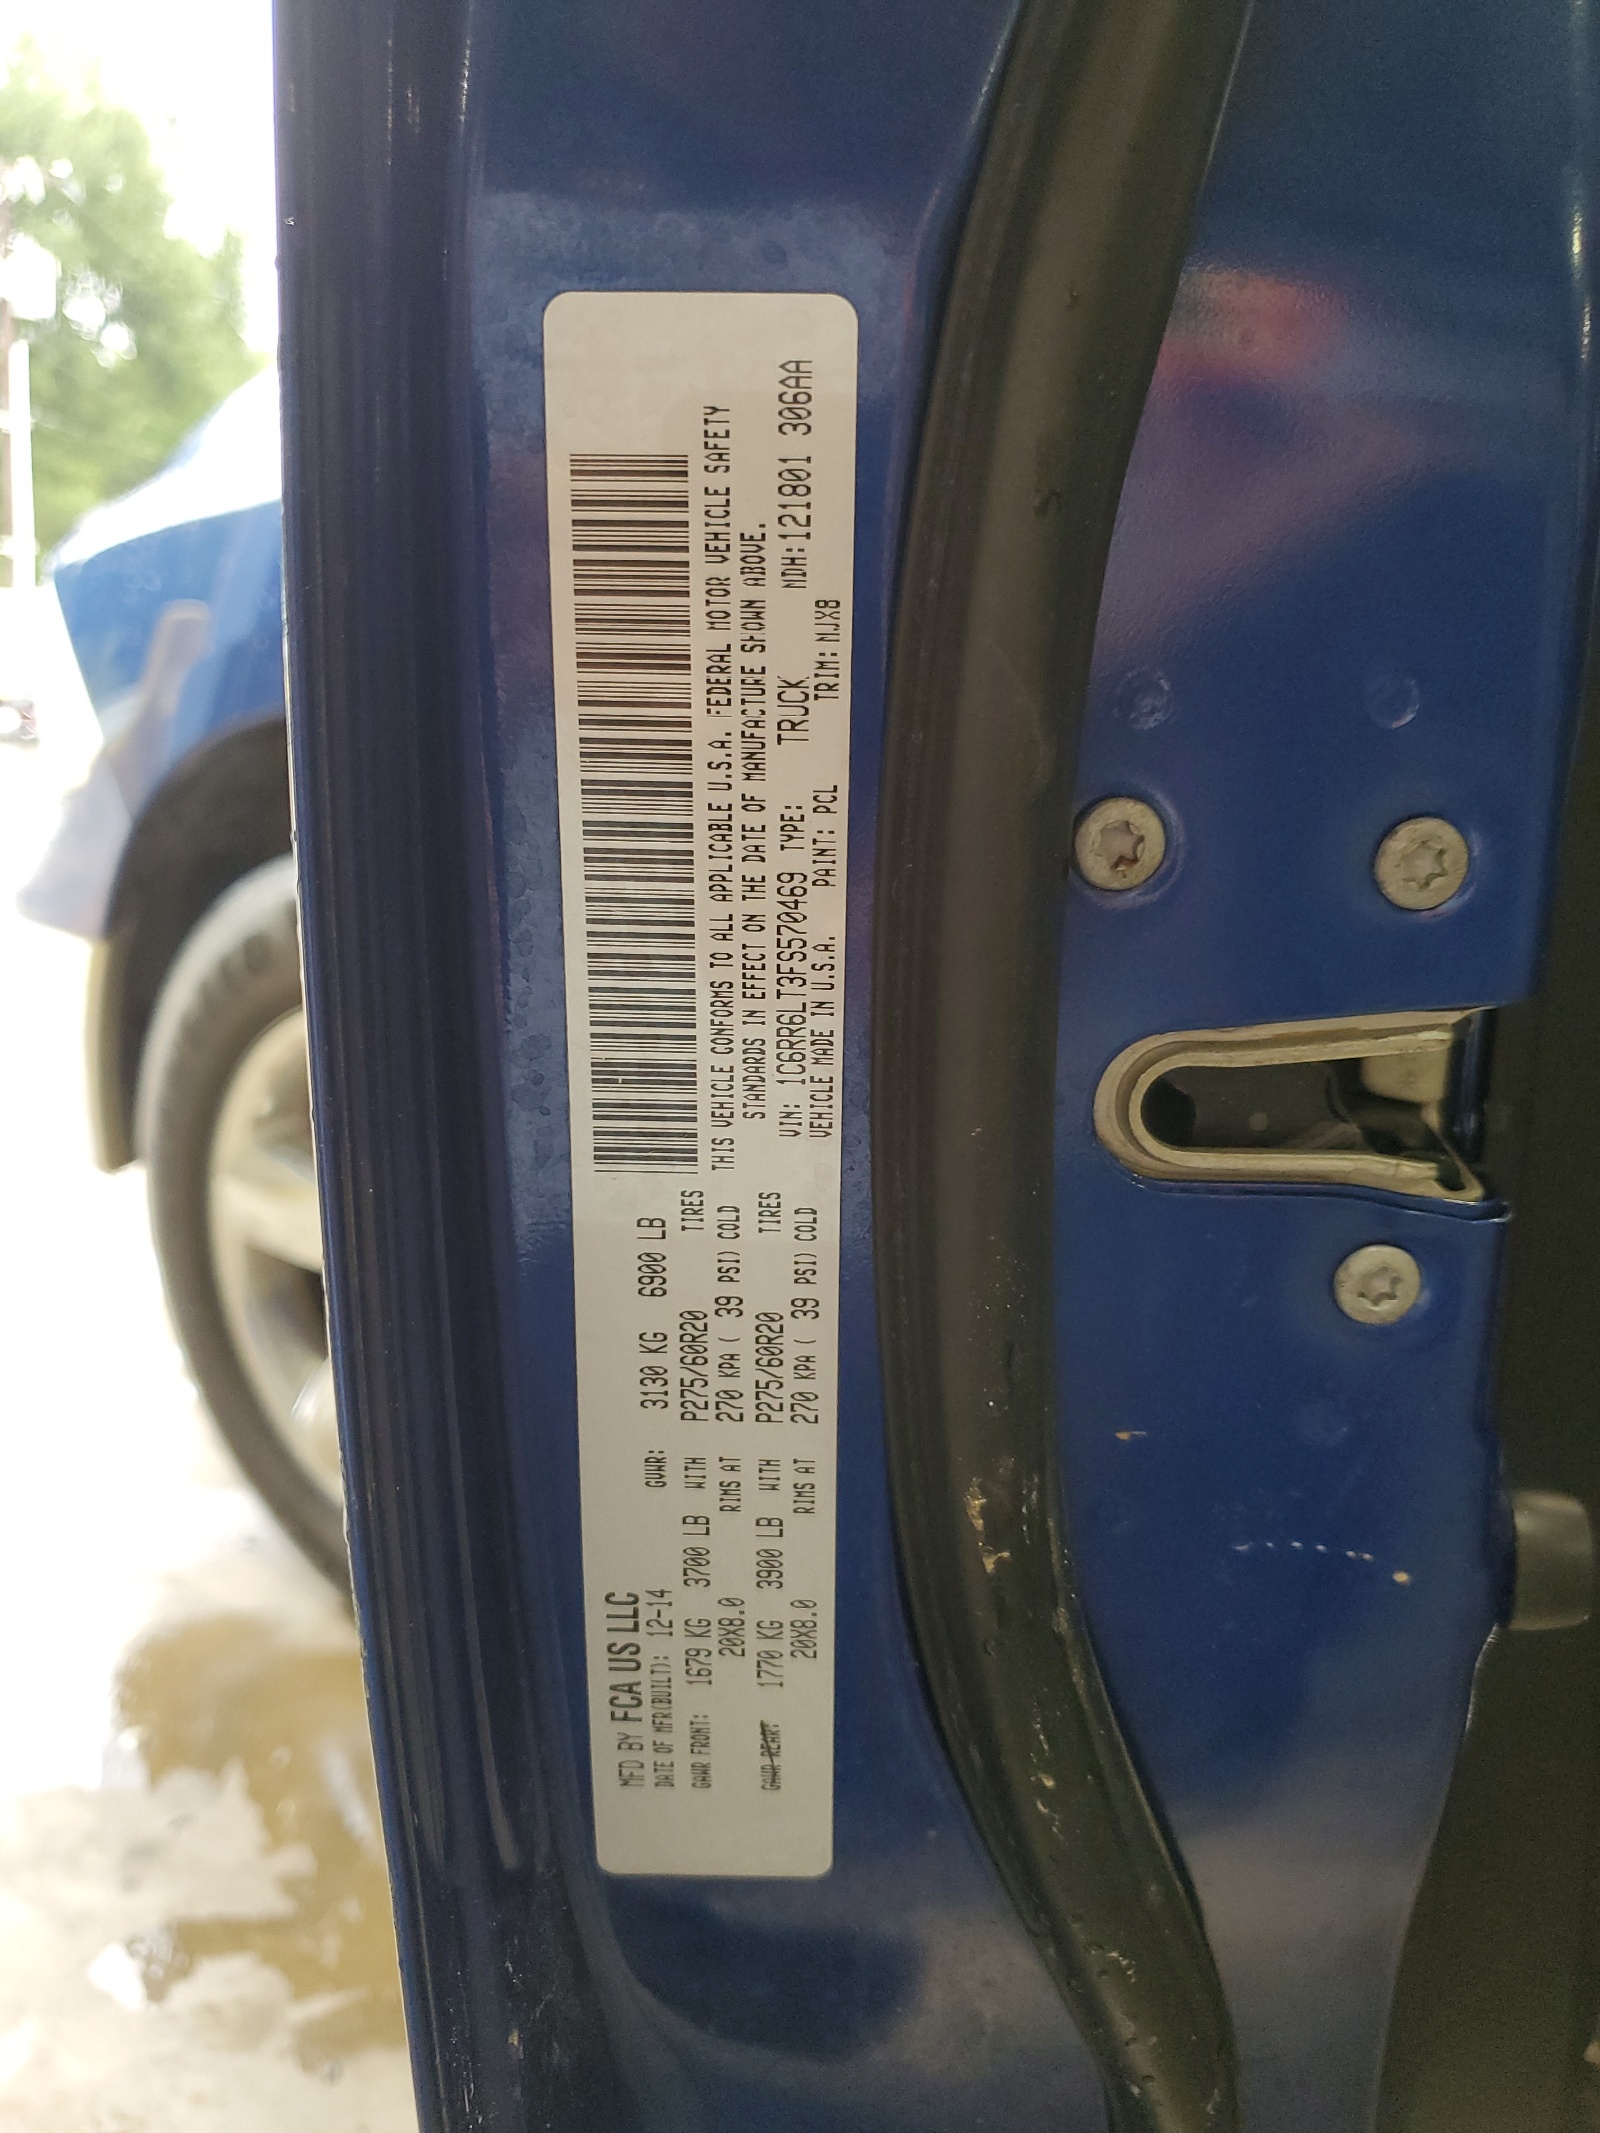 MFD BY FCA US LLC
DATE OF MFR(BUILT): 12-14 GVWR: 3130 KG 6900 LB
GAWR FRONT: 1679 KG 3700 LB WITH P275/60R20 TIRES
20X8.0 RIMS AT 270 KPA ( 39 PSI) COLD
GAWR REAR: 1770 KG 3900 LB WITH P275/60R20 TIRES
20X8.0 RIMS AT 270 KPA ( 39 PSI) COLD
THIS VEHICLE CONFORMS TO ALL APPLICABLE U.S.A. FEDERAL MOTOR VEHICLE SAFETY
STANDARDS IN EFFECT ON THE DATE OF MANUFACTURE SHOWN ABOVE.
VIN: 1C6RR6LT3FS570469 TYPE: TRUCK MDH:121801 306AA
VEHICLE MADE IN U.S.A. PAINT: PCL TRIM: MJX8